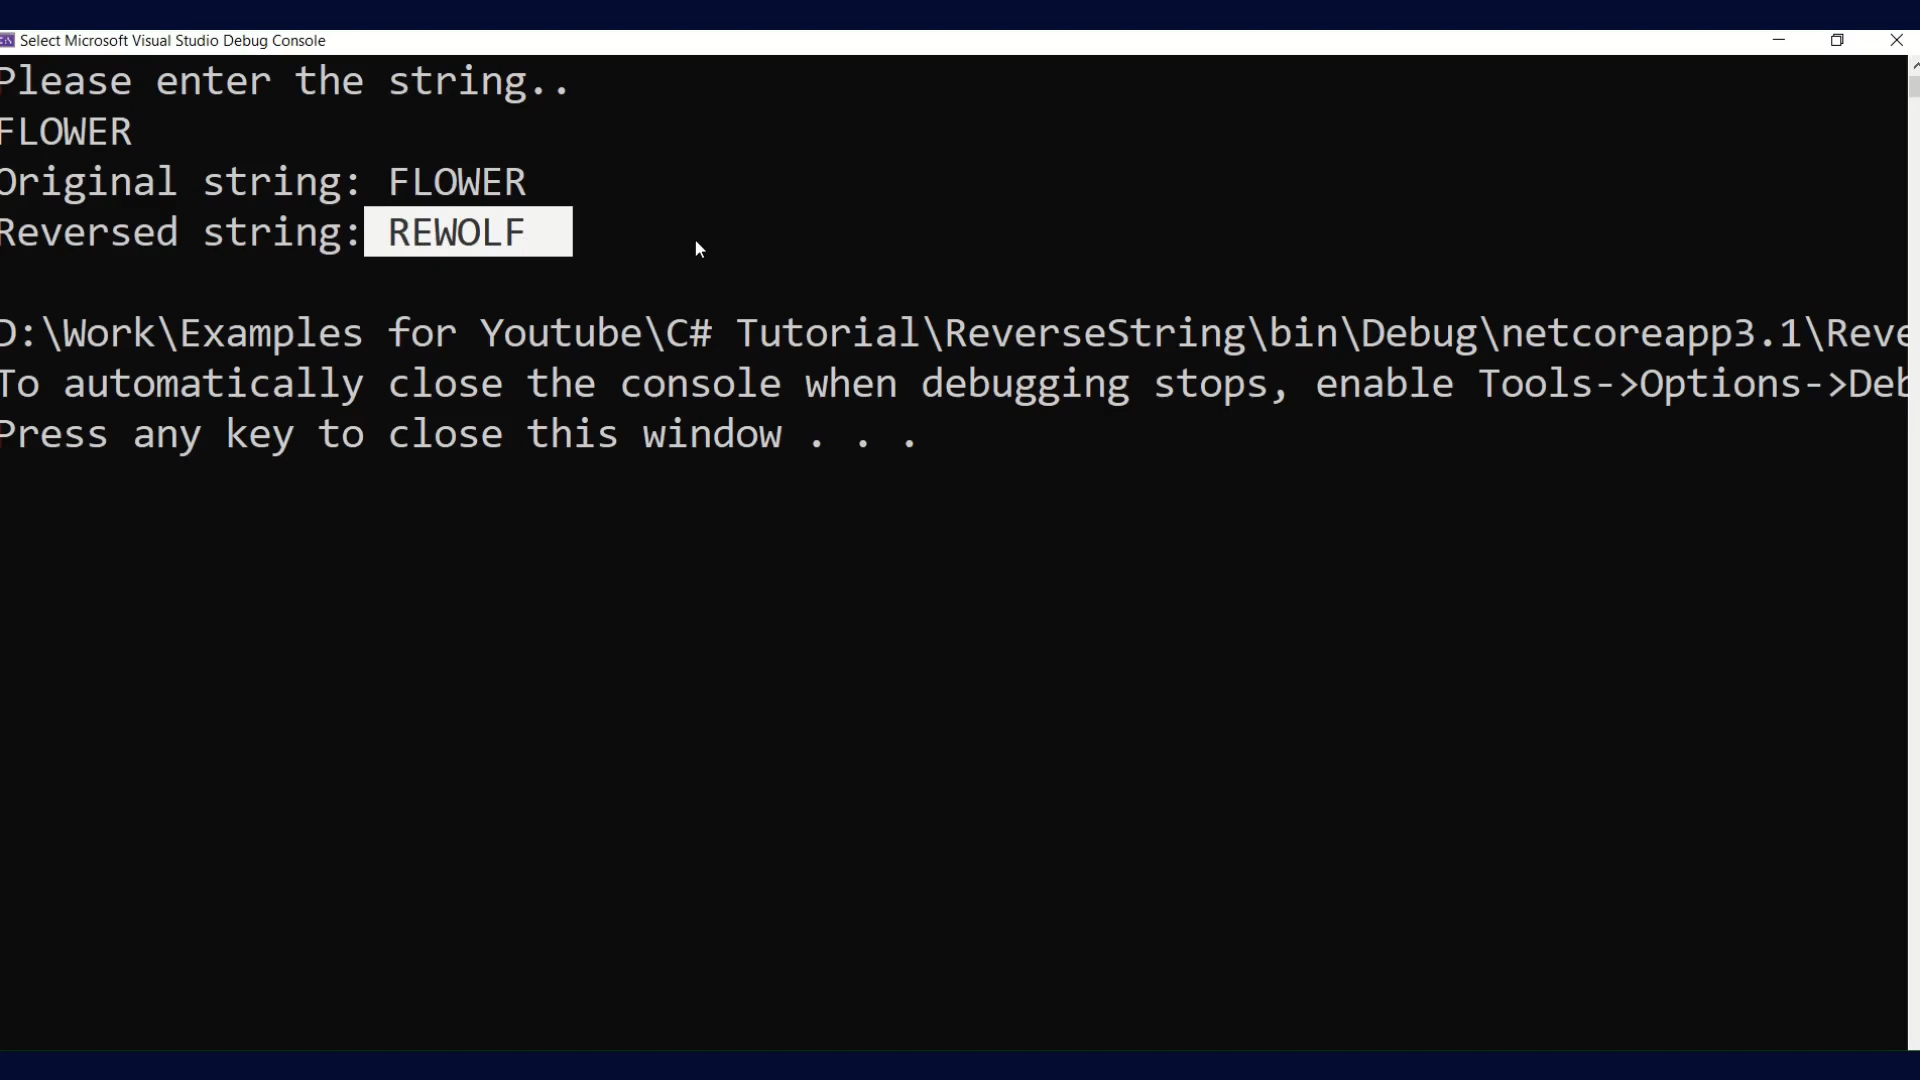 Select Microsoft Visual Studio Debug Console
Please enter the string..
FLOWER
Original string: FLOWER
Reversed string: REWOLF
D:\Work\Examples for Youtube\C# Tutorial\ReverseString\bin\Debug\netcoreapp3.1\Reve
To automatically close the console when debugging stops, enable Tools->Options->Deb
Press any key to close this window . . .